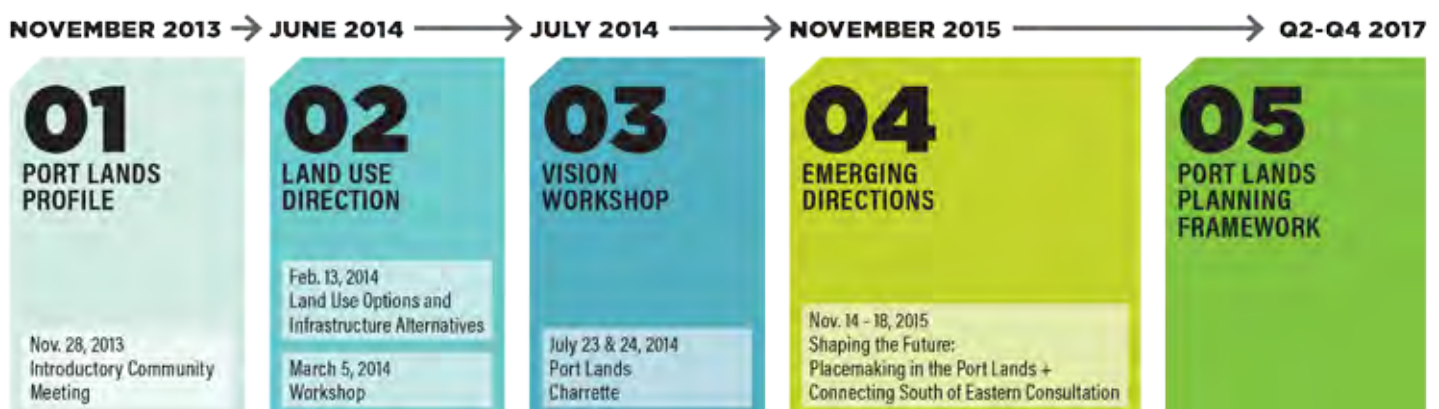 NOVEMBER 2013 → JUNE 2014 → JULY 2014 → NOVEMBER 2015 → Q2-Q4 2017
01
PORT LANDS
PROFILE
Nov. 28, 2013
Introductory Community
Meeting
02
LAND USE
DIRECTION
Feb. 13, 2014
Land Use Options and
Infrastructure Alternatives
March 5, 2014
Workshop
03
VISION
WORKSHOP
July 23 & 24, 2014
Port Lands
Charrette
04
EMERGING
DIRECTIONS
Nov. 14 - 18, 2015
Shaping the Future:
Placemaking in the Port Lands +
Connecting South of Eastern Consultation
05
PORT LANDS
PLANNING
FRAMEWORK